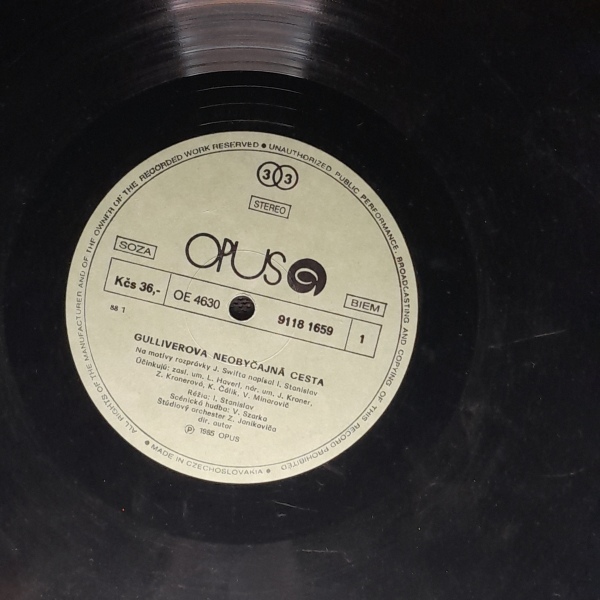 ALL RIGHTS OF THE MANUFACTURER AND OF THE OWNER OF THE RECORDED WORK RESERVED ● UNAUTHORIZED PUBLIC PERFORMANCE, BROADCASTING AND COPYING OF THIS RECORD PROHIBITED
33
STEREO
OPUS
SOZA
BIEM
Kčs 36,- OE 4630 9118 1659 1
88 1
GULLIVEROVA NEOBYČAJNÁ CESTA
Na motívy rozprávky J. Swifta napísal I. Stanislav
Účinkujú: zasl. um. L. Haverl, nár. um. J. Kroner,
Z. Kronerová, K. Čálik, V. Minarovič
Réžia: I. Stanislav
Scénická hudba: V. Szarka
Štúdiový orchester Z. Janikoviča
dir. autor
Ⓟ 1985 OPUS
● MADE IN CZECHOSLOVAKIA ●